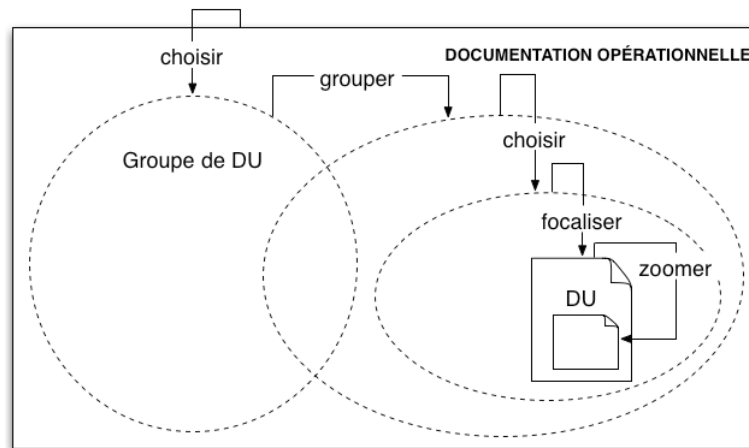 choisir
DOCUMENTATION OPÉRATIONNELLE
grouper
choisir
Groupe de DU
focaliser
zoomer
DU